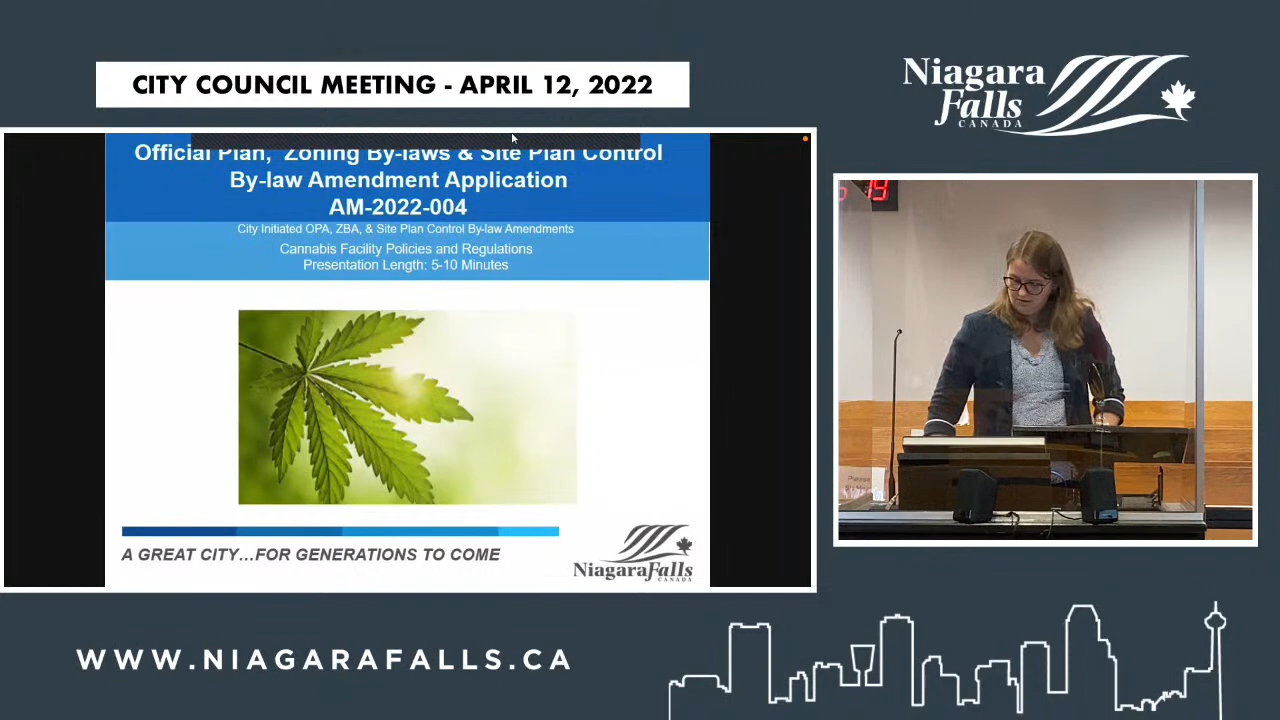 CITY COUNCIL MEETING - APRIL 12, 2022
Niagara
Falls
CANADA
Official Plan, Zoning By-laws & Site Plan Control
By-law Amendment Application
AM-2022-004
City Initiated OPA, ZBA, & Site Plan Control By-law Amendments
Cannabis Facility Policies and Regulations
Presentation Length: 5-10 Minutes
A GREAT CITY...FOR GENERATIONS TO COME
NiagaraFalls
CANADA
19
Please
WWW.NIAGARAFALLS.CA